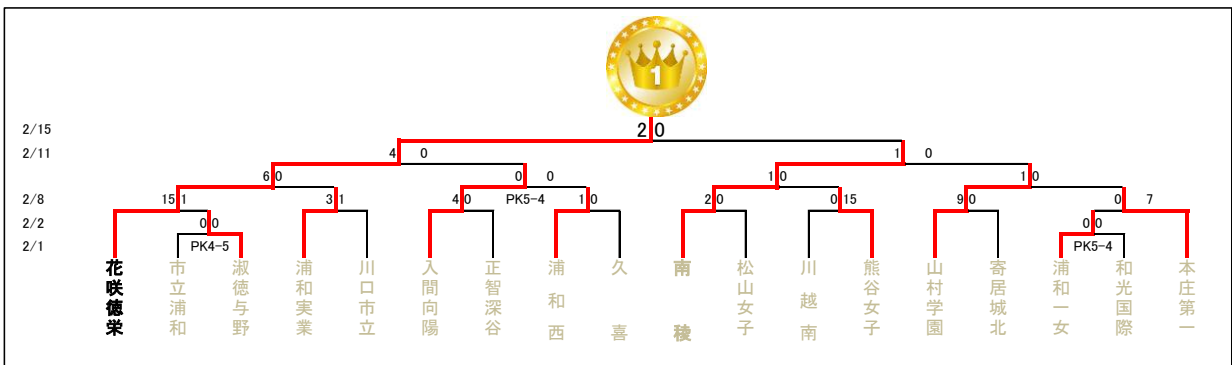 1
2/15
2 0
2/11
4 0
1 0
6 0
0 0
1 0
1 0
2/8
15 1
3 1
4 0
PK5-4
1 0
2 0
0 15
9 0
0 7
2/2
0 0
0 0
2/1
PK4-5
PK5-4
花咲徳栄
市立浦和
淑徳与野
浦和実業
川口市立
入間向陽
正智深谷
浦和西
久喜
南稜
松山女子
川越南
熊谷女子
山村学園
寄居城北
浦和一女
和光国際
本庄第一